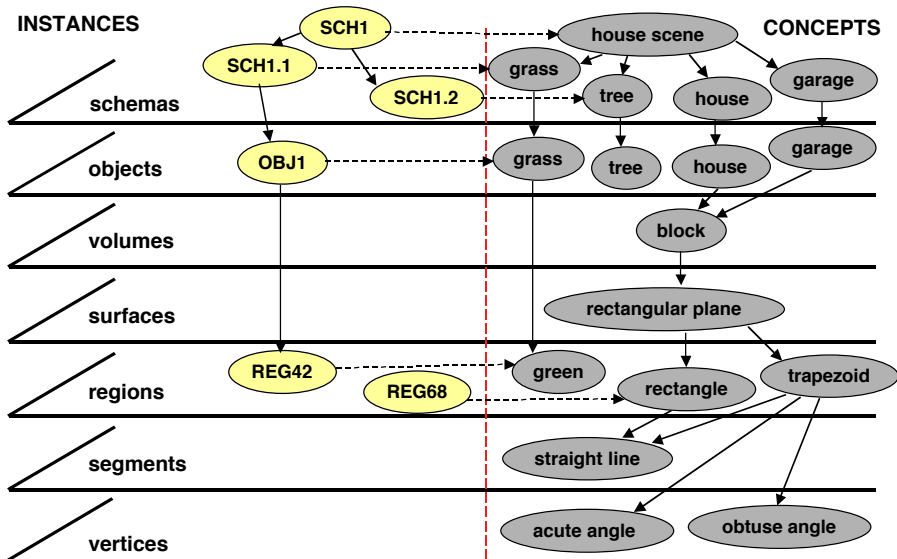 INSTANCES
CONCEPTS
SCH1
house scene
SCH1.1
grass
garage
schemas
SCH1.2
tree
house
objects
OBJ1
grass
tree
house
garage
volumes
block
surfaces
rectangular plane
regions
REG42
REG68
green
rectangle
trapezoid
segments
straight line
vertices
acute angle
obtuse angle